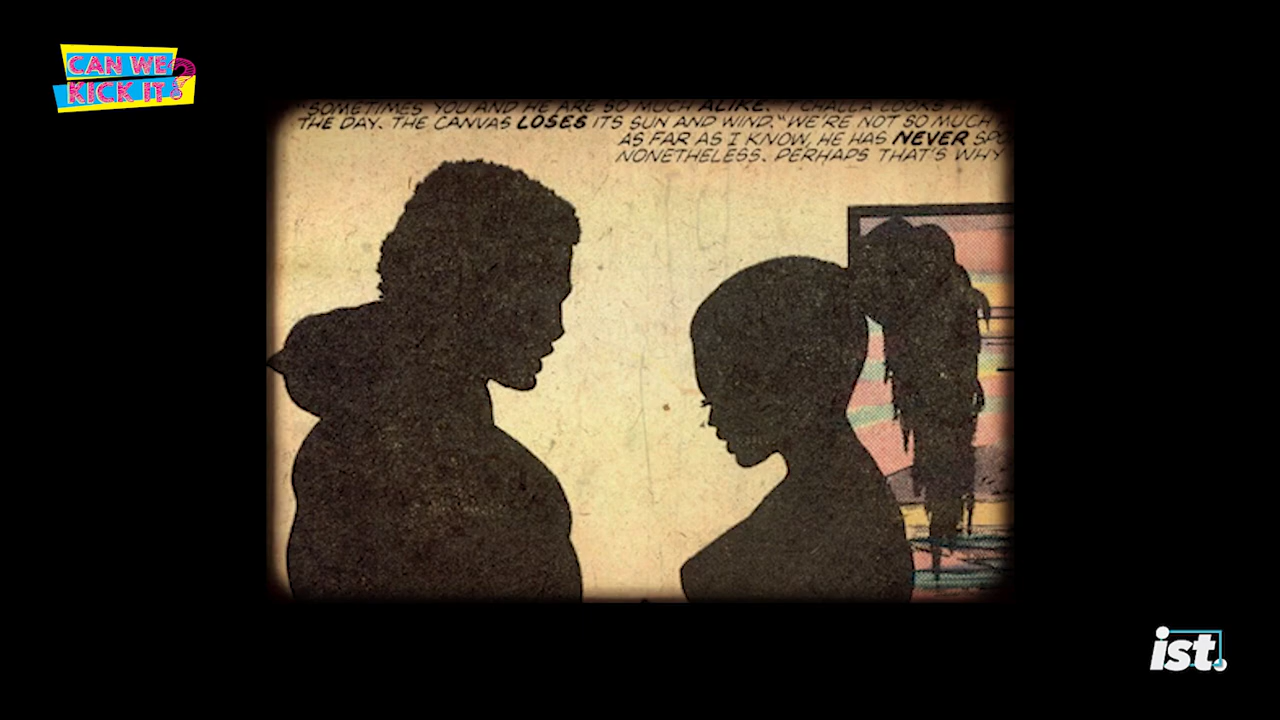 CAN WE
KICK IT?
"SOMETIMES YOU AND HE ARE SO MUCH ALIKE." LOOKS AT
THE DAY. THE CANVAS LOSES ITS SUN AND WIND. "WE'RE NOT SO MUCH
AS FAR AS I KNOW, HE HAS NEVER
NONETHELESS. PERHAPS THAT'S WHY
ist.